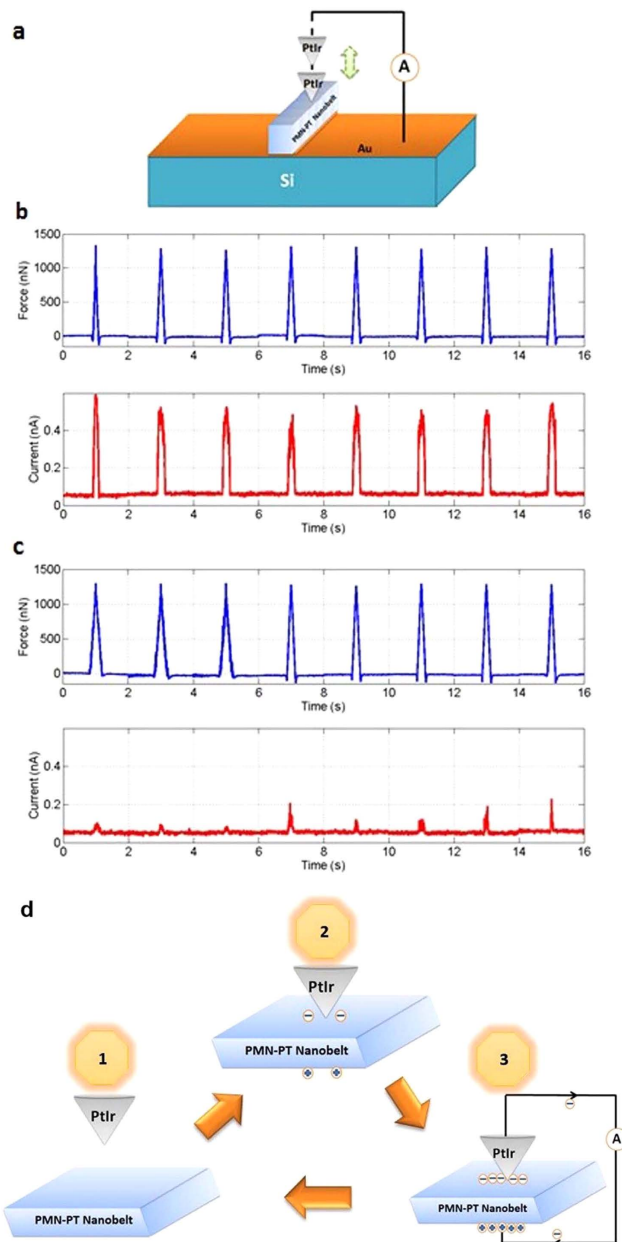 a
PtIr
PtIr
A
PMN-PT Nanobelt
Au
Si
b
1500
1000
500
0
Force (nN)
0 2 4 6 8 10 12 14 16
Time (s)
0.4
0.2
0
Current (nA)
0 2 4 6 8 10 12 14 16
Time (s)
c
1500
1000
500
0
Force (nN)
0 2 4 6 8 10 12 14 16
Time (s)
0.6
0.4
0.2
0
Current (nA)
0 2 4 6 8 10 12 14 16
Time (s)
d
2
PtIr
− −
PMN-PT Nanobelt
+ +
1
PtIr
PMN-PT Nanobelt
3
−
A
PtIr
− − − − −
PMN-PT Nanobelt
+ + + + +
−